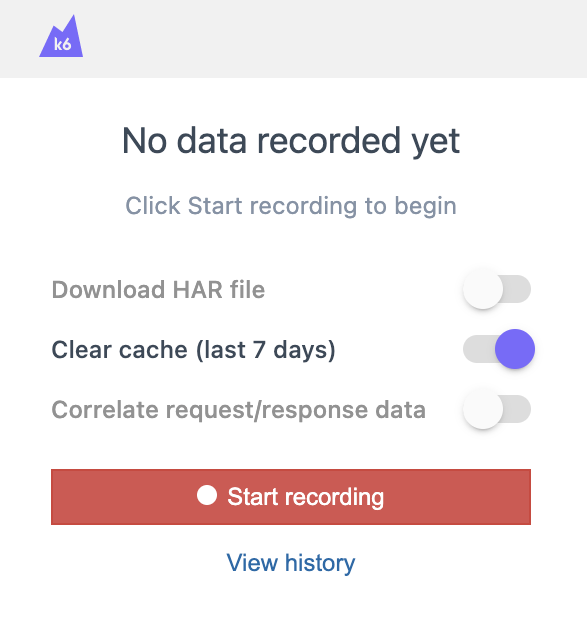 k6
No data recorded yet
Click Start recording to begin
Download HAR file
Clear cache (last 7 days)
Correlate request/response data
Start recording
View history